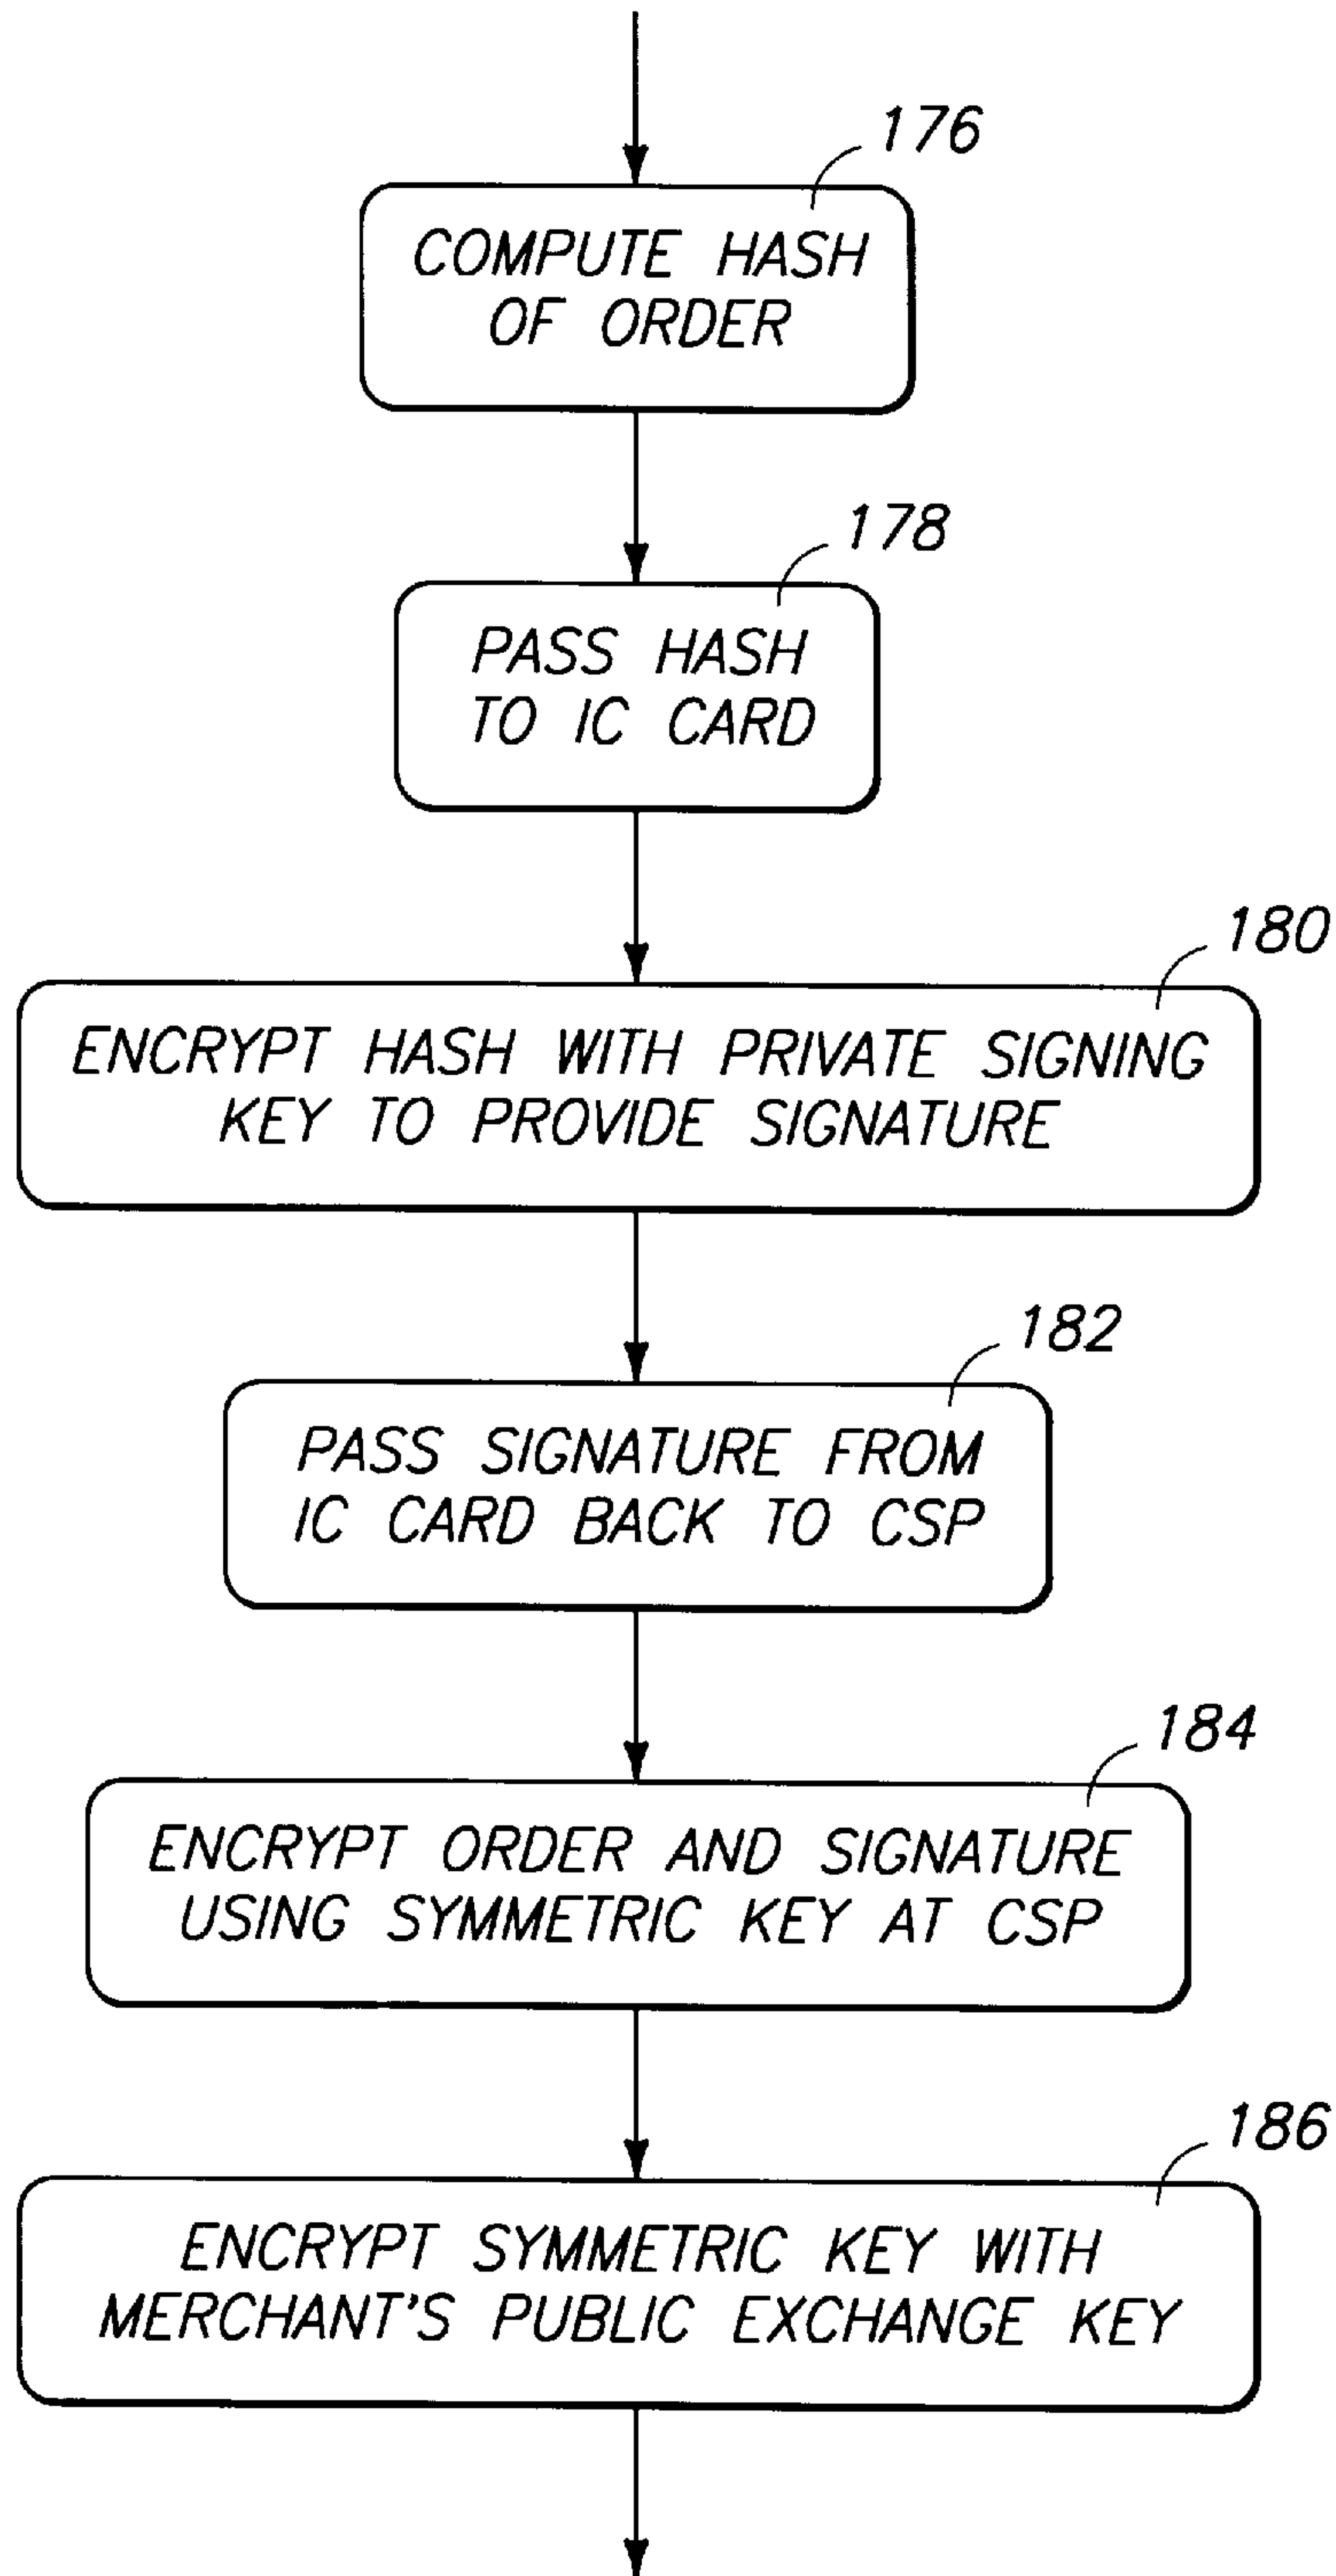 176
COMPUTE HASH
OF ORDER
178
PASS HASH
TO IC CARD
180
ENCRYPT HASH WITH PRIVATE SIGNING
KEY TO PROVIDE SIGNATURE
182
PASS SIGNATURE FROM
IC CARD BACK TO CSP
184
ENCRYPT ORDER AND SIGNATURE
USING SYMMETRIC KEY AT CSP
186
ENCRYPT SYMMETRIC KEY WITH
MERCHANT'S PUBLIC EXCHANGE KEY